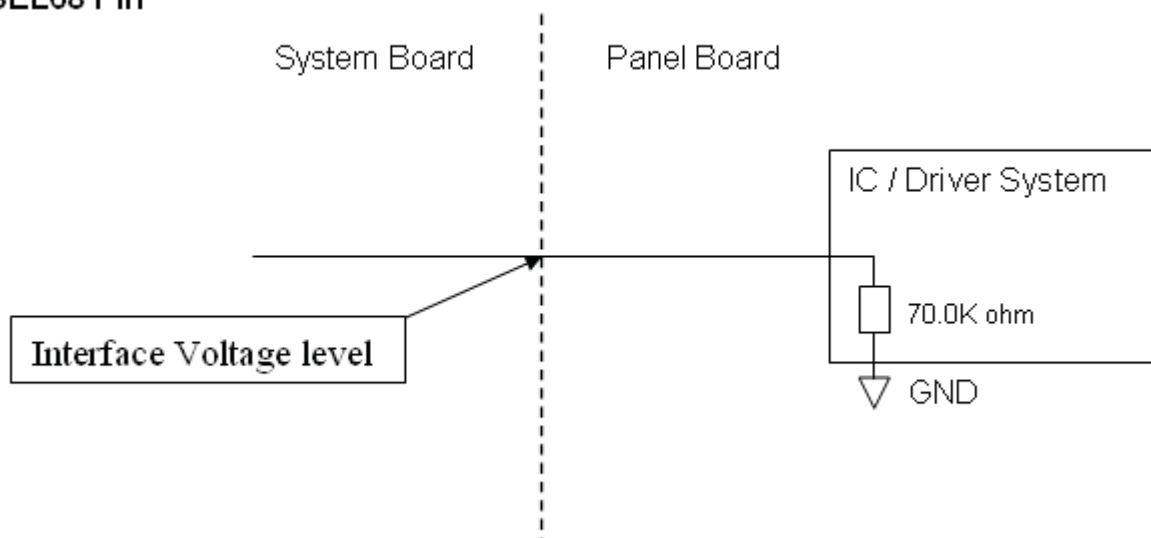 System Board
Panel Board
IC / Driver System
70.0K ohm
Interface Voltage level
GND